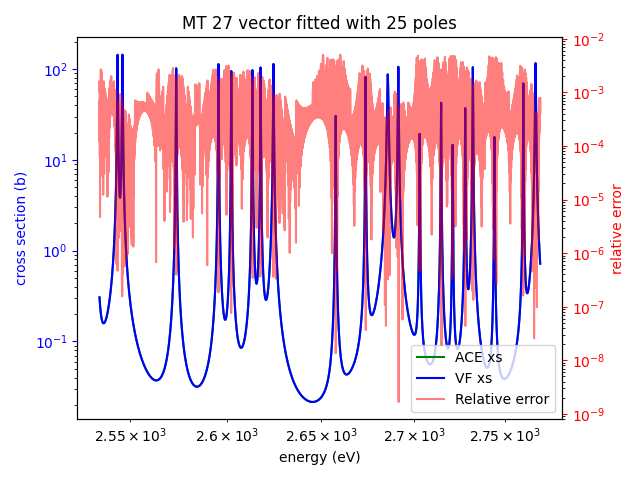 MT 27 vector fitted with 25 poles
cross section (b)
10² 10¹ 10⁰ 10⁻¹
10⁻² 10⁻³ 10⁻⁴ 10⁻⁵ 10⁻⁶ 10⁻⁷ 10⁻⁸ 10⁻⁹
relative error
ACE xs
VF xs
Relative error
2.55 × 10³ 2.6 × 10³ 2.65 × 10³ 2.7 × 10³ 2.75 × 10³
energy (eV)